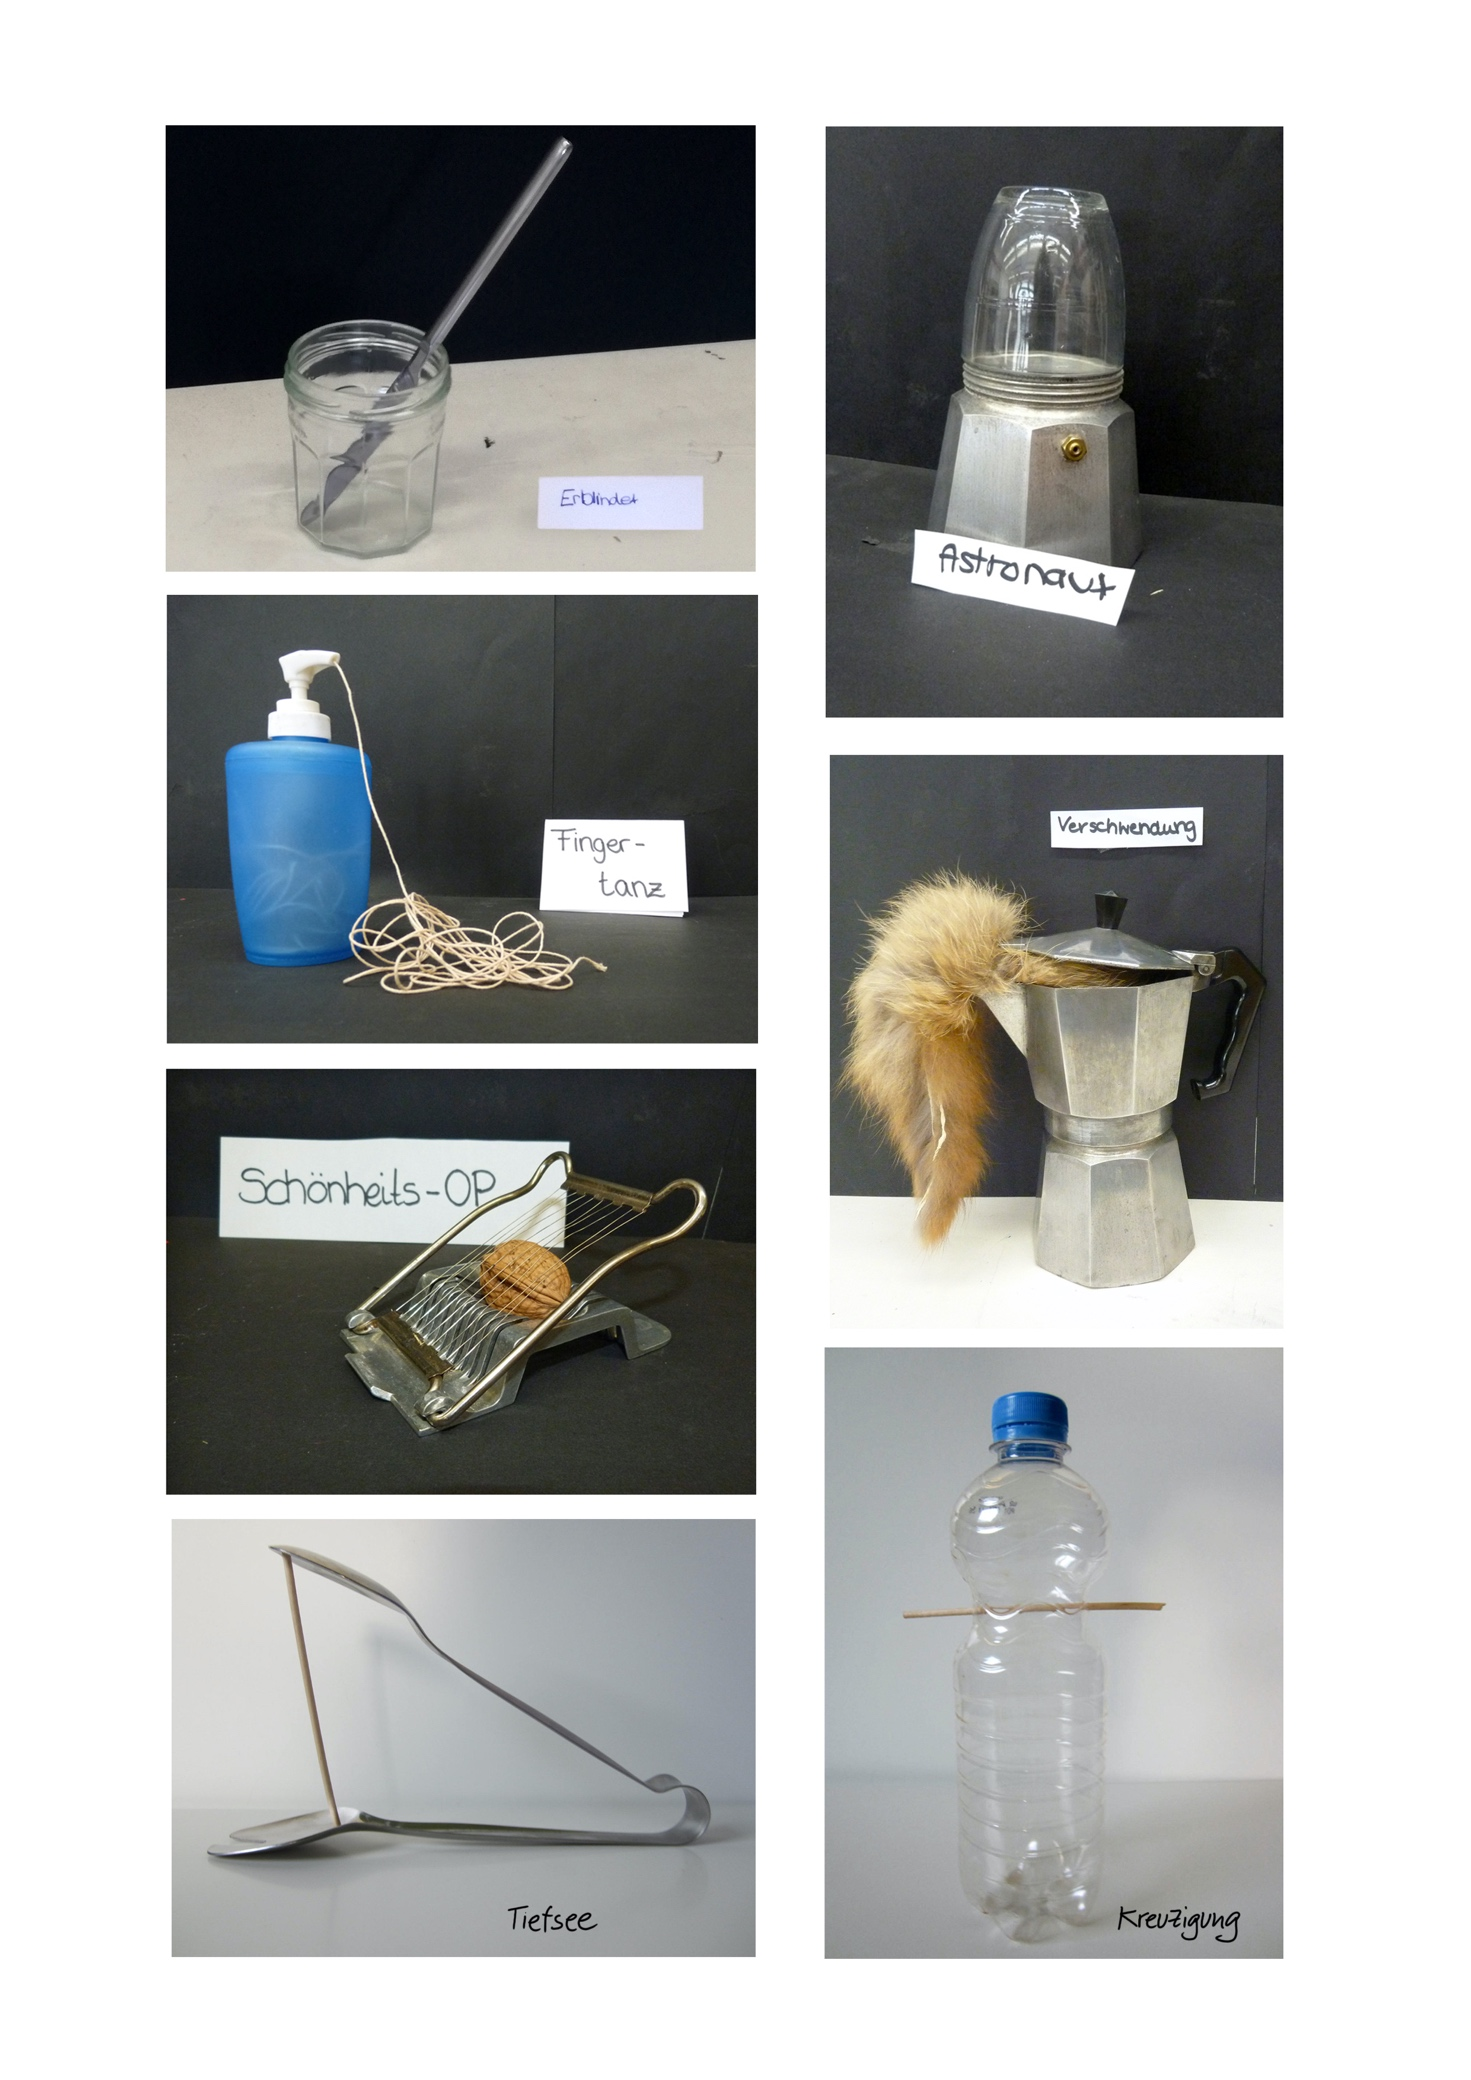 Erblindet
Astronaut
Finger-
tanz
Verschwendung
Schönheits-OP
Tiefsee
Kreuzigung